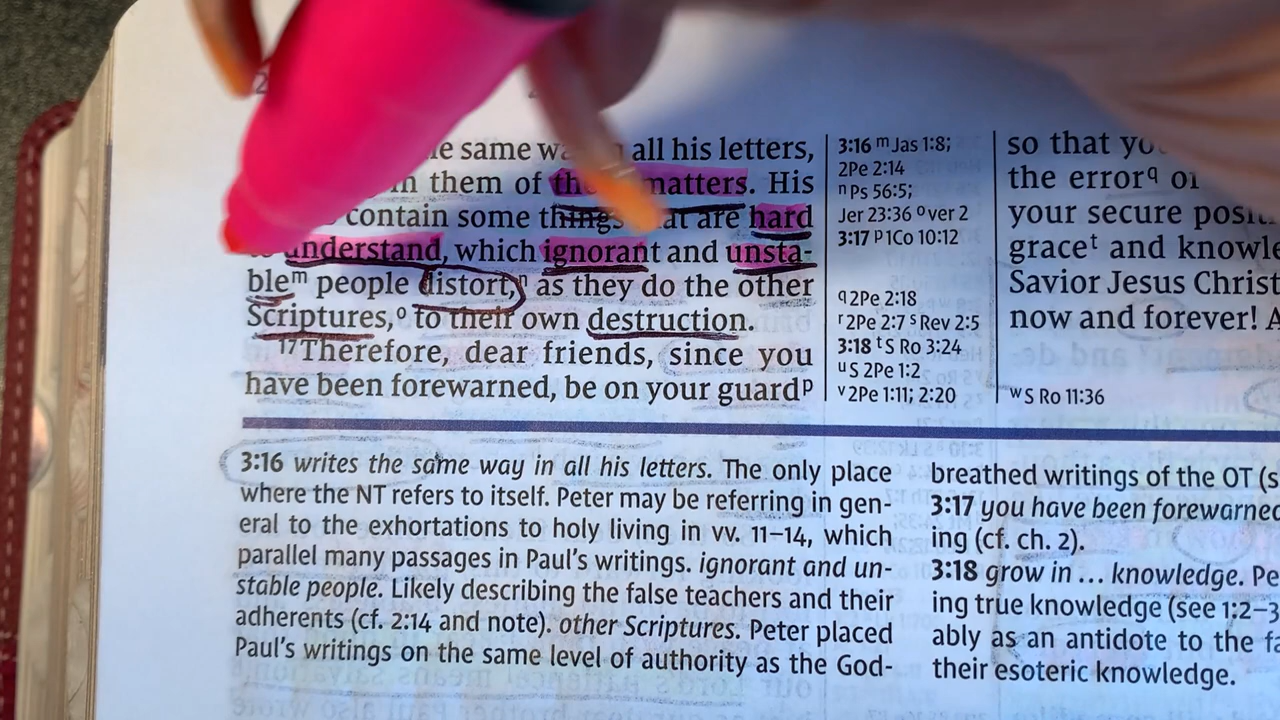 e same wa all his letters,
n them of matters. His
contain some things at are hard
understand, which ignorant and unsta-
bleᵐ people distort,ⁿ as they do the other
Scriptures,ᵒ to their own destruction.
¹⁷Therefore, dear friends, since you
have been forewarned, be on your guardᵖ
3:16 ᵐ Jas 1:8;
2Pe 2:14
ⁿ Ps 56:5;
Jer 23:36 ᵒ ver 2
3:17 ᵖ 1Co 10:12
q 2Pe 2:18
ʳ 2Pe 2:7 ˢ Rev 2:5
3:18 ᵗ S Ro 3:24
ᵘ S 2Pe 1:2
ᵛ 2Pe 1:11; 2:20
so that yo
the errorq of
your secure posit
graceᵗ and knowle
Savior Jesus Christ
now and forever! A
ʷ S Ro 11:36
3:16 writes the same way in all his letters. The only place
where the NT refers to itself. Peter may be referring in gen-
eral to the exhortations to holy living in vv. 11–14, which
parallel many passages in Paul's writings. ignorant and un-
stable people. Likely describing the false teachers and their
adherents (cf. 2:14 and note). other Scriptures. Peter placed
Paul's writings on the same level of authority as the God-
breathed writings of the OT (s
3:17 you have been forewarned
ing (cf. ch. 2).
3:18 grow in … knowledge. Pe
ing true knowledge (see 1:2–3
ably as an antidote to the fa
their esoteric knowledge.